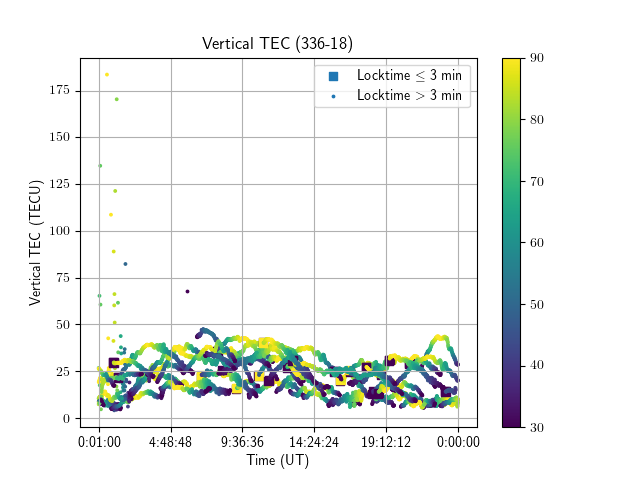 Vertical TEC (336-18)
Locktime ≤ 3 min
Locktime > 3 min
Vertical TEC (TECU)
175
150
125
100
75
50
25
0
0:01:00 4:48:48 9:36:36 14:24:24 19:12:12 0:00:00
Time (UT)
90
80
70
60
50
40
30